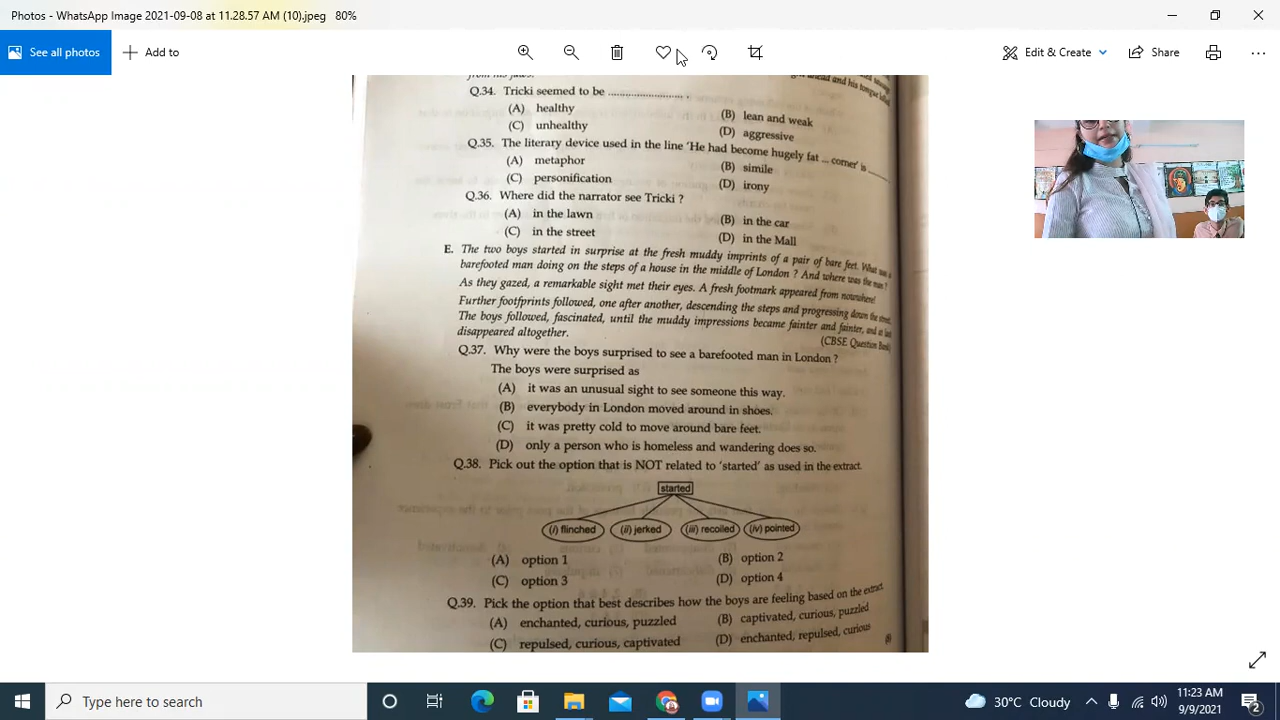 Photos - WhatsApp Image 2021-09-08 at 11.28.57 AM (10).jpeg 80%
See all photos
Add to
Edit & Create
Share
from his jaws.
ahead and his tongue lolled
Q.34. Tricki seemed to be ........................ .
(A) healthy
(B) lean and weak
(C) unhealthy
(D) aggressive
Q.35. The literary device used in the line 'He had become hugely fat ... corner' is ____
(A) metaphor
(B) simile
(C) personification
(D) irony
Q.36. Where did the narrator see Tricki ?
(A) in the lawn
(B) in the car
(C) in the street
(D) in the Mall
E. The two boys started in surprise at the fresh muddy imprints of a pair of bare feet. What was a
barefooted man doing on the steps of a house in the middle of London ? And where was the man ?
As they gazed, a remarkable sight met their eyes. A fresh footmark appeared from nowhere!
Further footfprints followed, one after another, descending the steps and progressing down the street.
The boys followed, fascinated, until the muddy impressions became fainter and fainter, and at last
disappeared altogether.
(CBSE Question Bank)
Q.37. Why were the boys surprised to see a barefooted man in London ?
The boys were surprised as
(A) it was an unusual sight to see someone this way.
(B) everybody in London moved around in shoes.
(C) it was pretty cold to move around bare feet.
(D) only a person who is homeless and wandering does so.
Q.38. Pick out the option that is NOT related to 'started' as used in the extract.
started
(i) flinched (ii) jerked (iii) recoiled (iv) pointed
(A) option 1
(B) option 2
(C) option 3
(D) option 4
Q.39. Pick the option that best describes how the boys are feeling based on the extract
(A) enchanted, curious, puzzled
(B) captivated, curious, puzzled
(C) repulsed, curious, captivated
(D) enchanted, repulsed, curious
Type here to search
30°C Cloudy
11:23 AM
9/9/2021
2